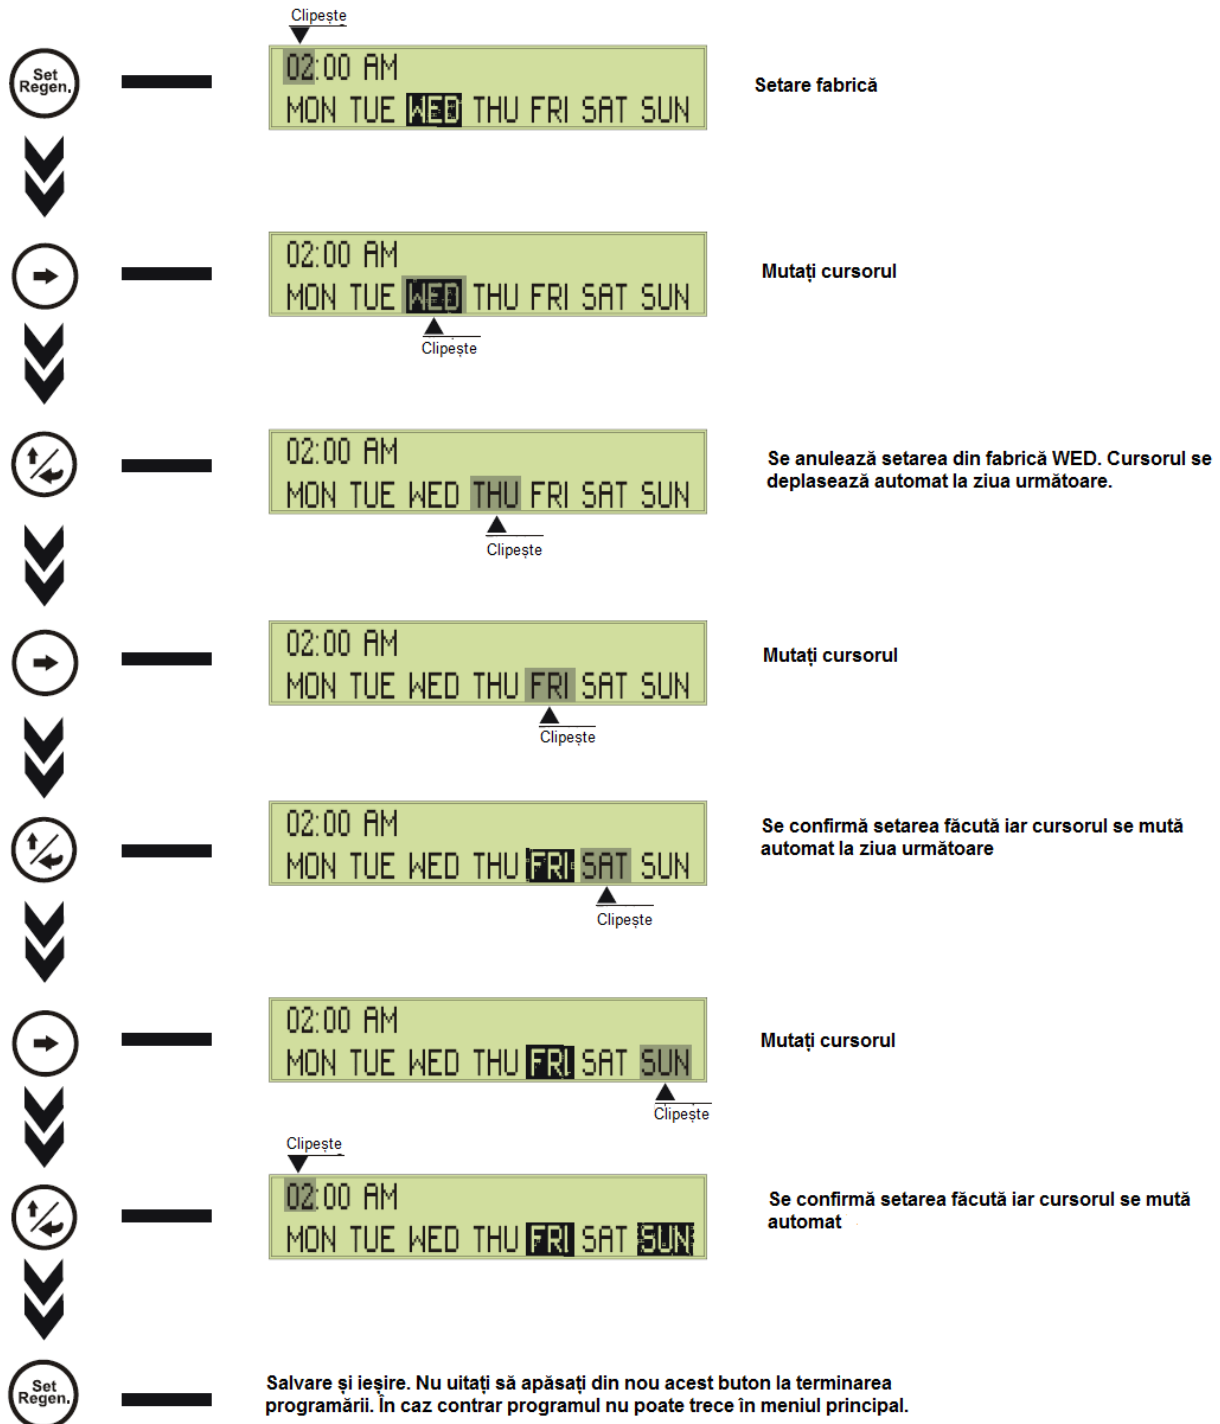 Clipește
Set
Regen.
02:00 AM
MON TUE WED THU FRI SAT SUN
Setare fabrică
02:00 AM
MON TUE WED THU FRI SAT SUN
Mutați cursorul
Clipește
02:00 AM
MON TUE WED THU FRI SAT SUN
Se anulează setarea din fabrică WED. Cursorul se
deplasează automat la ziua următoare.
Clipește
02:00 AM
MON TUE WED THU FRI SAT SUN
Mutați cursorul
Clipește
02:00 AM
MON TUE WED THU FRI SAT SUN
Se confirmă setarea făcută iar cursorul se mută
automat la ziua următoare
Clipește
02:00 AM
MON TUE WED THU FRI SAT SUN
Mutați cursorul
Clipește
Clipește
02:00 AM
MON TUE WED THU FRI SAT SUN
Se confirmă setarea făcută iar cursorul se mută
automat
Set
Regen.
Salvare și ieșire. Nu uitați să apăsați din nou acest buton la terminarea
programării. În caz contrar programul nu poate trece în meniul principal.